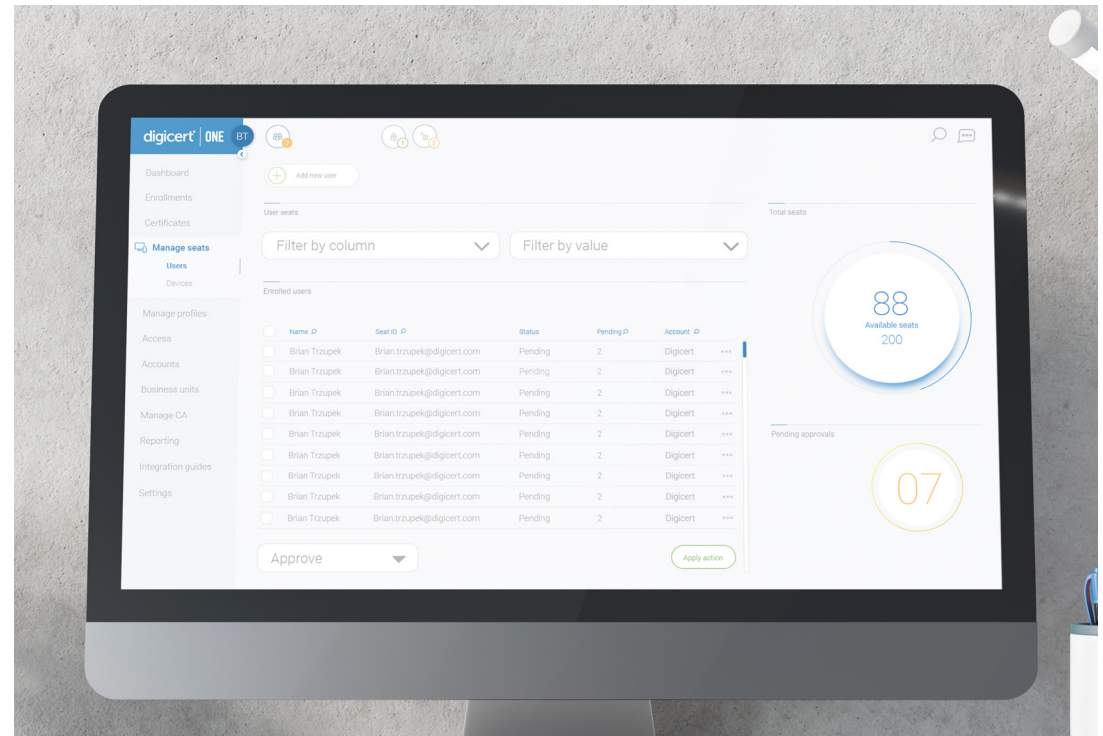 digicert® | ONE BT
7
1
2
Dashboard
Enrollments
Certificates
Manage seats
Users
Devices
Manage profiles
Access
Accounts
Business units
Manage CA
Reporting
Integration guides
Settings
Add new user
User seats
Filter by column
Filter by value
Enrolled users
Name Seat ID Status Pending Account
Brian Trzupek Brian.trzupek@digicert.com Pending 2 Digicert
Brian Trzupek Brian.trzupek@digicert.com Pending 2 Digicert
Brian Trzupek Brian.trzupek@digicert.com Pending 2 Digicert
Brian Trzupek Brian.trzupek@digicert.com Pending 2 Digicert
Brian Trzupek Brian.trzupek@digicert.com Pending 2 Digicert
Brian Trzupek Brian.trzupek@digicert.com Pending 2 Digicert
Brian Trzupek Brian.trzupek@digicert.com Pending 2 Digicert
Brian Trzupek Brian.trzupek@digicert.com Pending 2 Digicert
Brian Trzupek Brian.trzupek@digicert.com Pending 2 Digicert
Approve
Apply action
Total seats
88
Available seats
200
Pending approvals
07